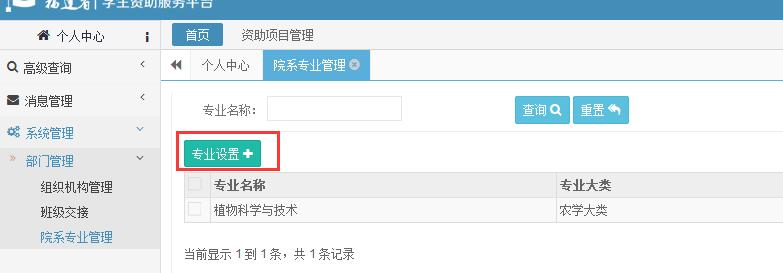 学生资助服务平台
个人中心
首页 资助项目管理
高级查询
消息管理
系统管理
部门管理
组织机构管理
班级交接
院系专业管理
个人中心 院系专业管理
专业名称： 查询 重置
专业设置
专业名称 专业大类
植物科学与技术 农学大类
当前显示 1 到 1 条，共 1 条记录